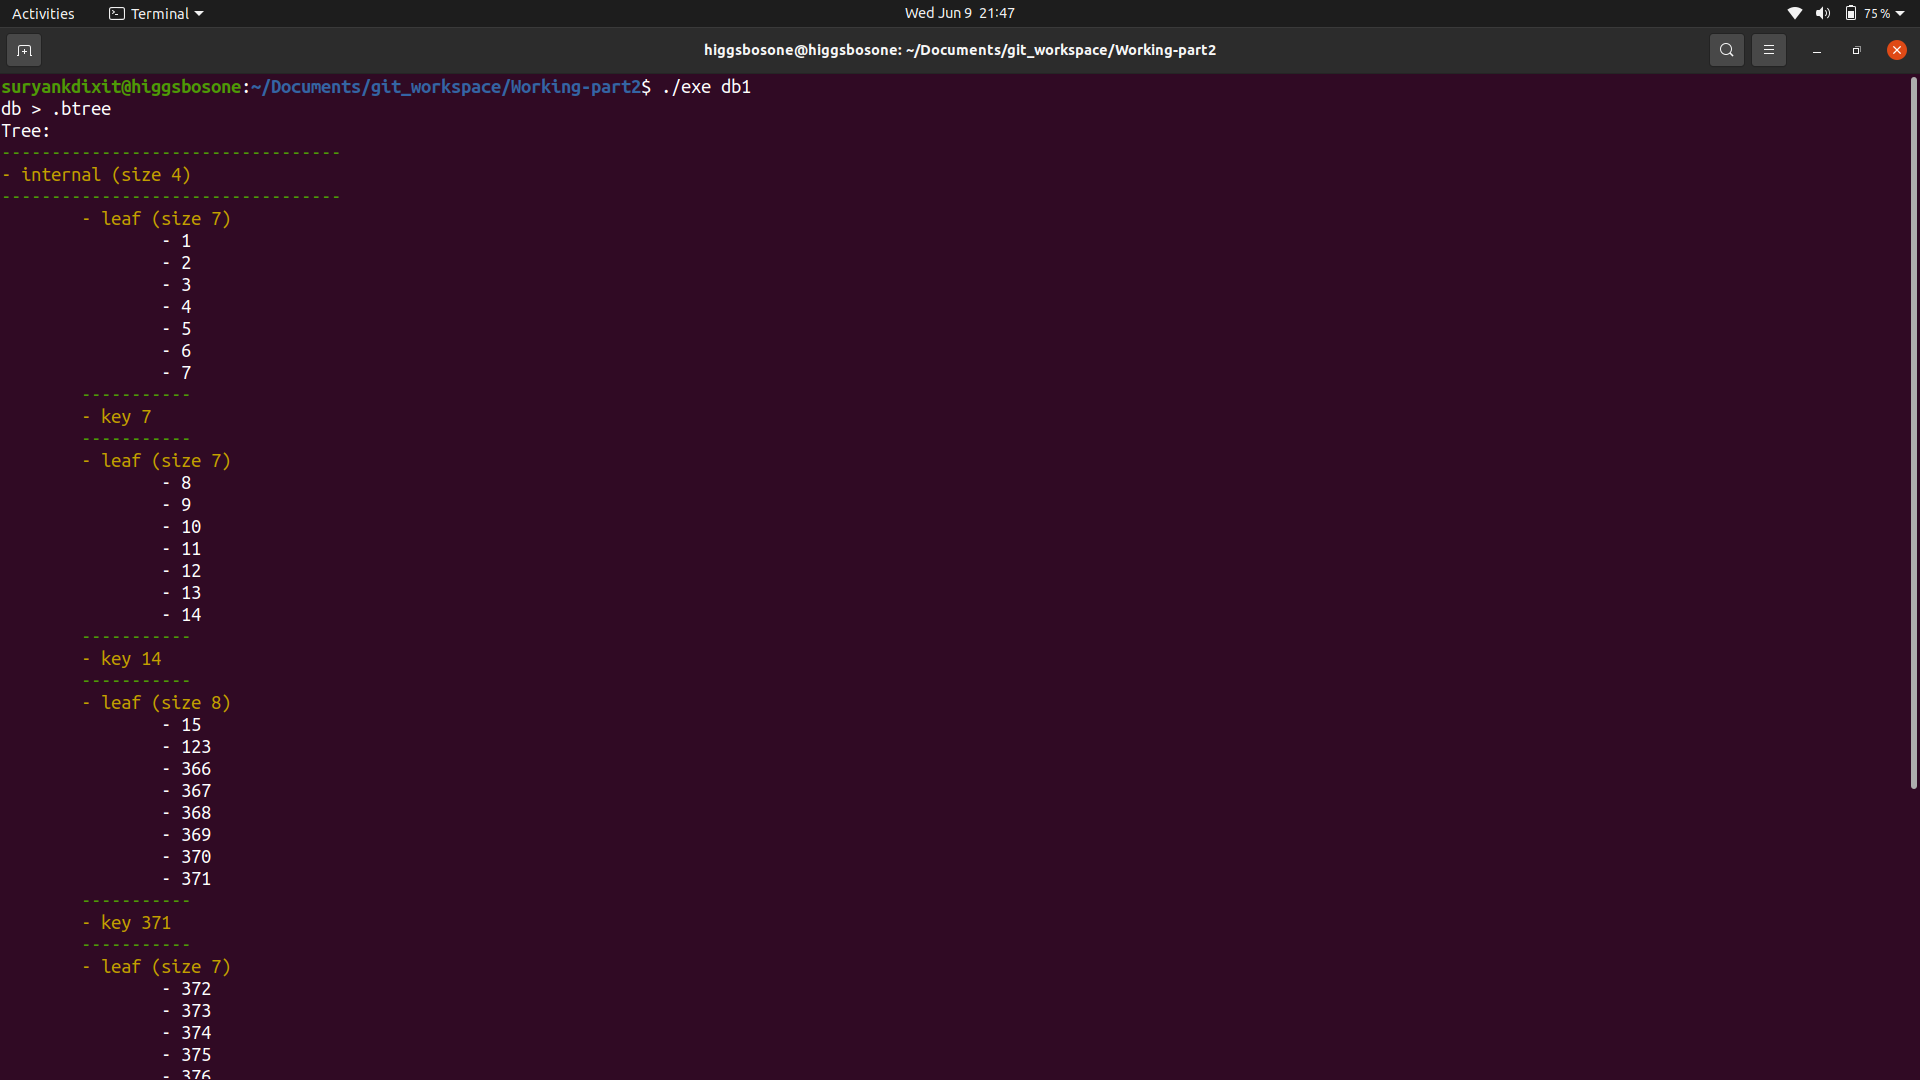 Activities
Terminal
Wed Jun 9 21:47
75 %
higgsbosone@higgsbosone: ~/Documents/git_workspace/Working-part2
suryankdixit@higgsbosone:~/Documents/git_workspace/Working-part2$ ./exe db1
db > .btree
Tree:
----------------------------------
- internal (size 4)
----------------------------------
- leaf (size 7)
- 1
- 2
- 3
- 4
- 5
- 6
- 7
-----------
- key 7
-----------
- leaf (size 7)
- 8
- 9
- 10
- 11
- 12
- 13
- 14
-----------
- key 14
-----------
- leaf (size 8)
- 15
- 123
- 366
- 367
- 368
- 369
- 370
- 371
-----------
- key 371
-----------
- leaf (size 7)
- 372
- 373
- 374
- 375
- 376